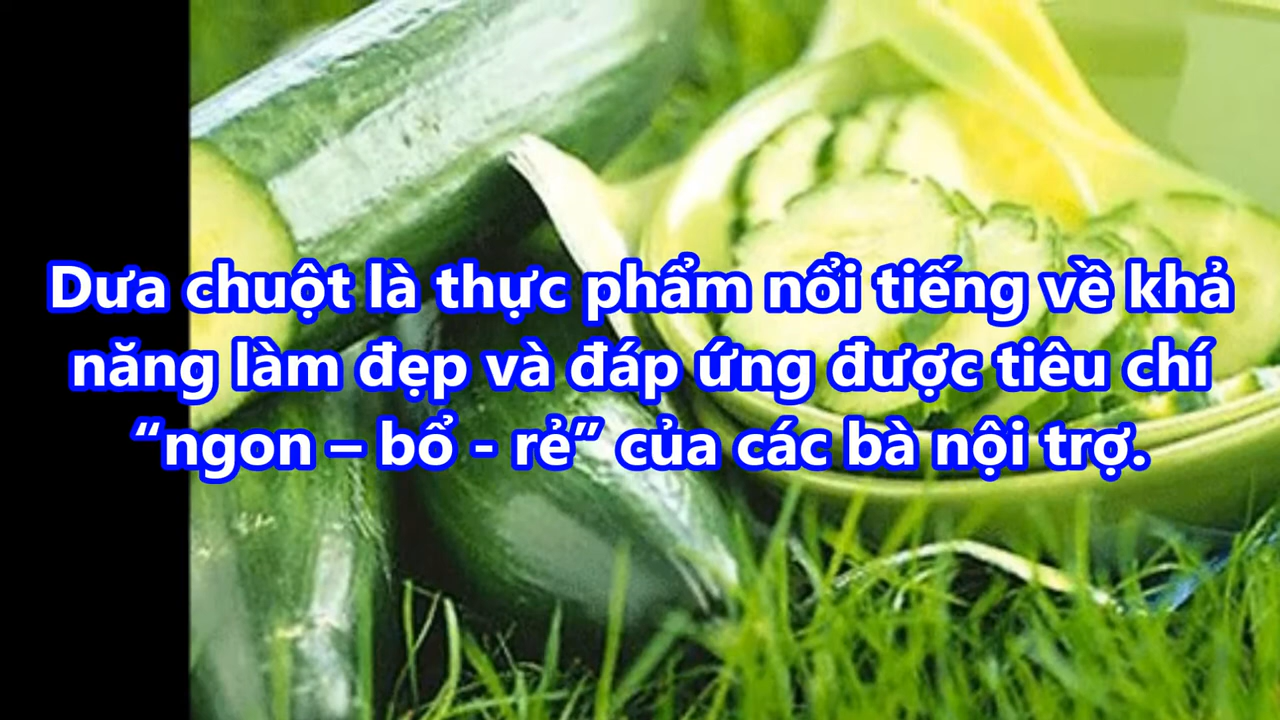 Dưa chuột là thực phẩm nổi tiếng về khả
năng làm đẹp và đáp ứng được tiêu chí
“ngon – bổ - rẻ” của các bà nội trợ.